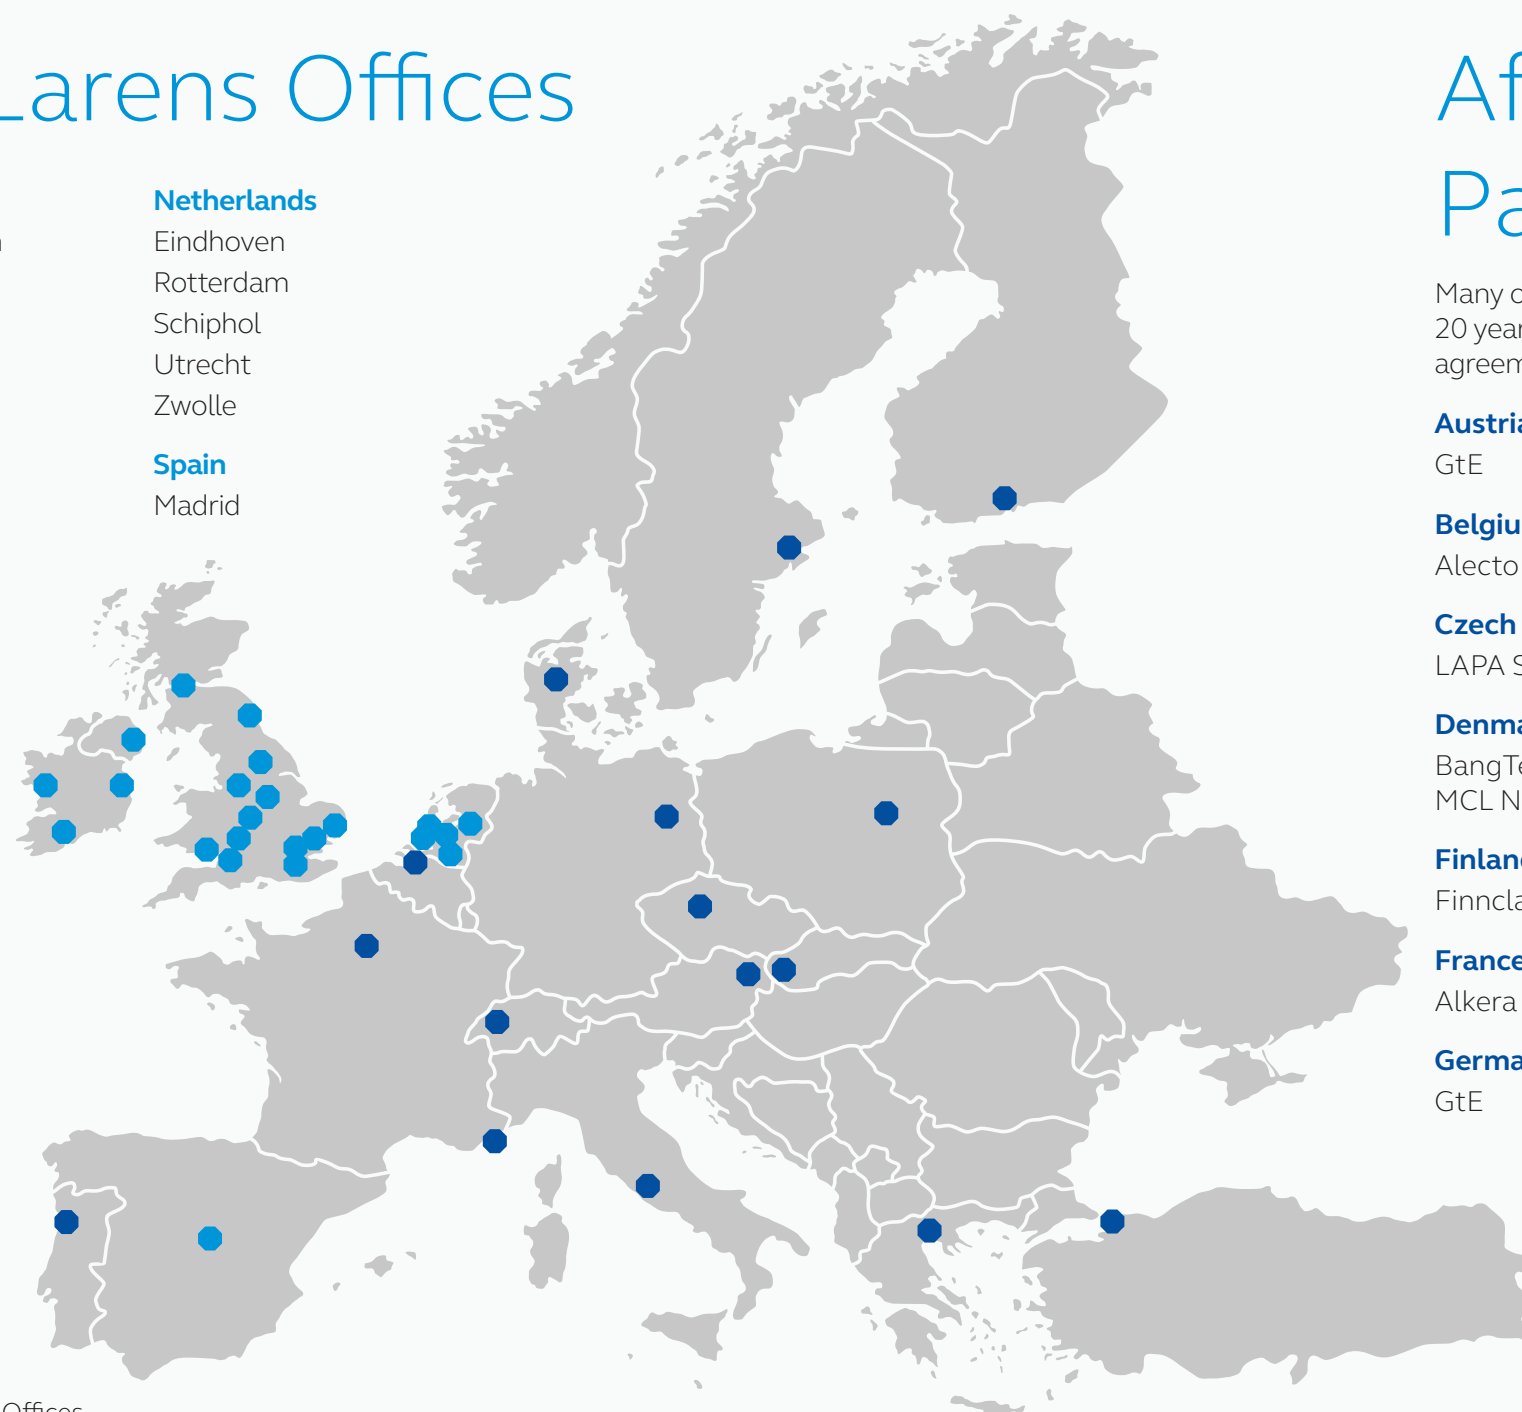 Larens Offices
Netherlands
Eindhoven
Rotterdam
Schiphol
Utrecht
Zwolle
Spain
Madrid
Offices
Af
Pa
Many o
20 year
agreem
Austria
GtE
Belgiu
Alecto
Czech
LAPA S
Denma
BangTe
MCL N
Finland
Finncla
France
Alkera
Germa
GtE